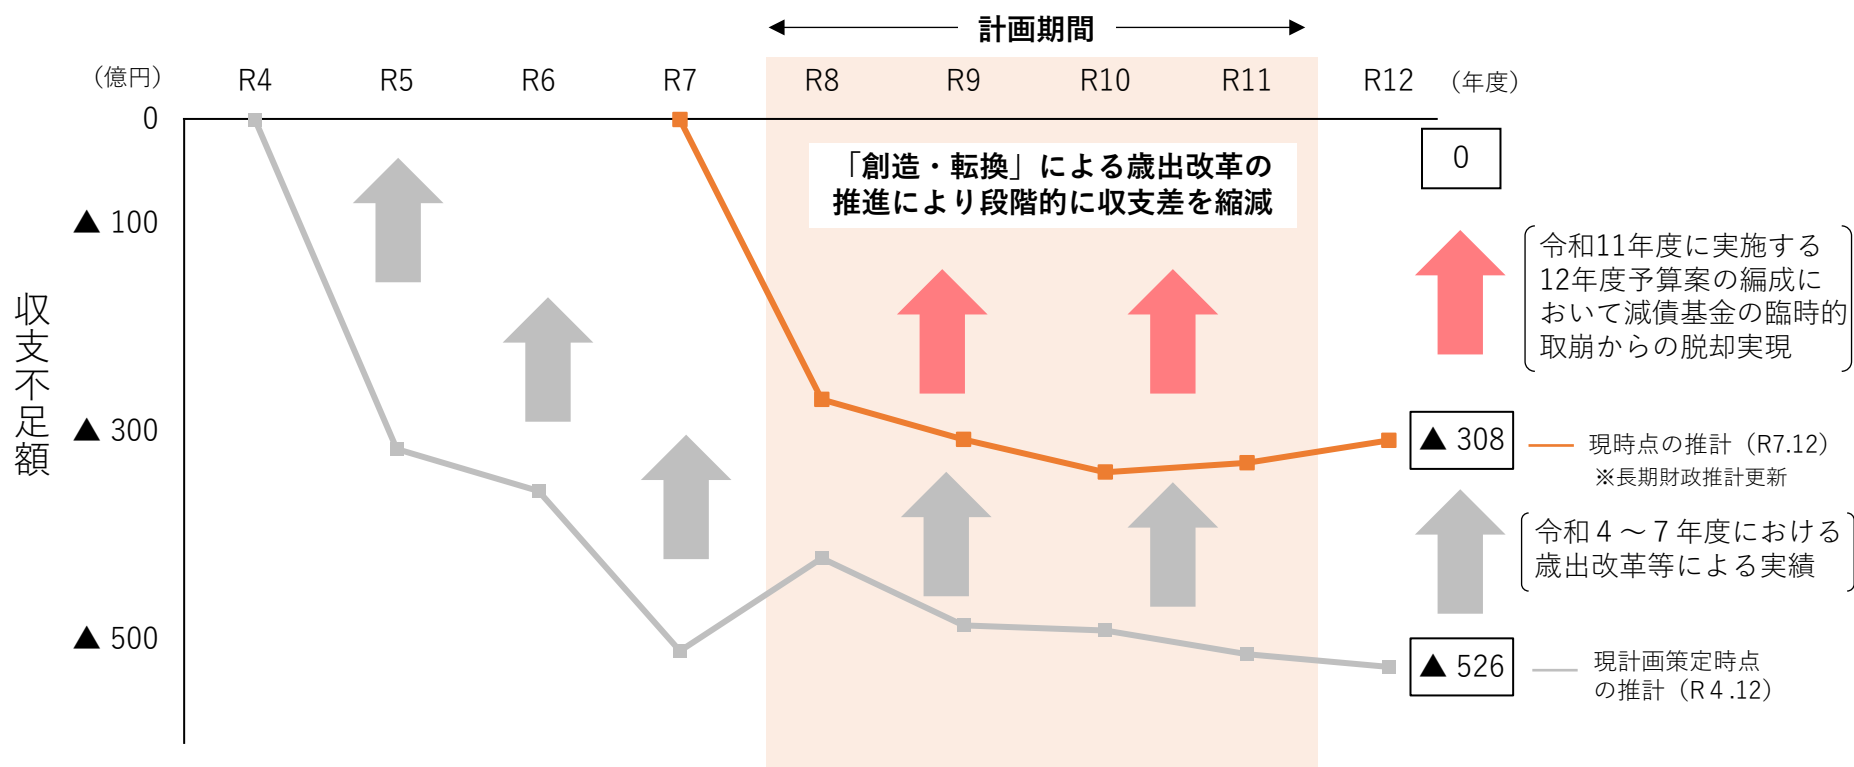 計画期間
（億円）
R4
R5
R6
R7
R8
R9
R10
R11
R12
（年度）
0
▲ 100
▲ 300
▲ 500
収支不足額
「創造・転換」による歳出改革の
推進により段階的に収支差を縮減
0
令和11年度に実施する
12年度予算案の編成に
おいて減債基金の臨時的
取崩からの脱却実現
▲ 308
現時点の推計（R7.12）
※長期財政推計更新
令和４～７年度における
歳出改革等による実績
▲ 526
現計画策定時点
の推計（R４.12）